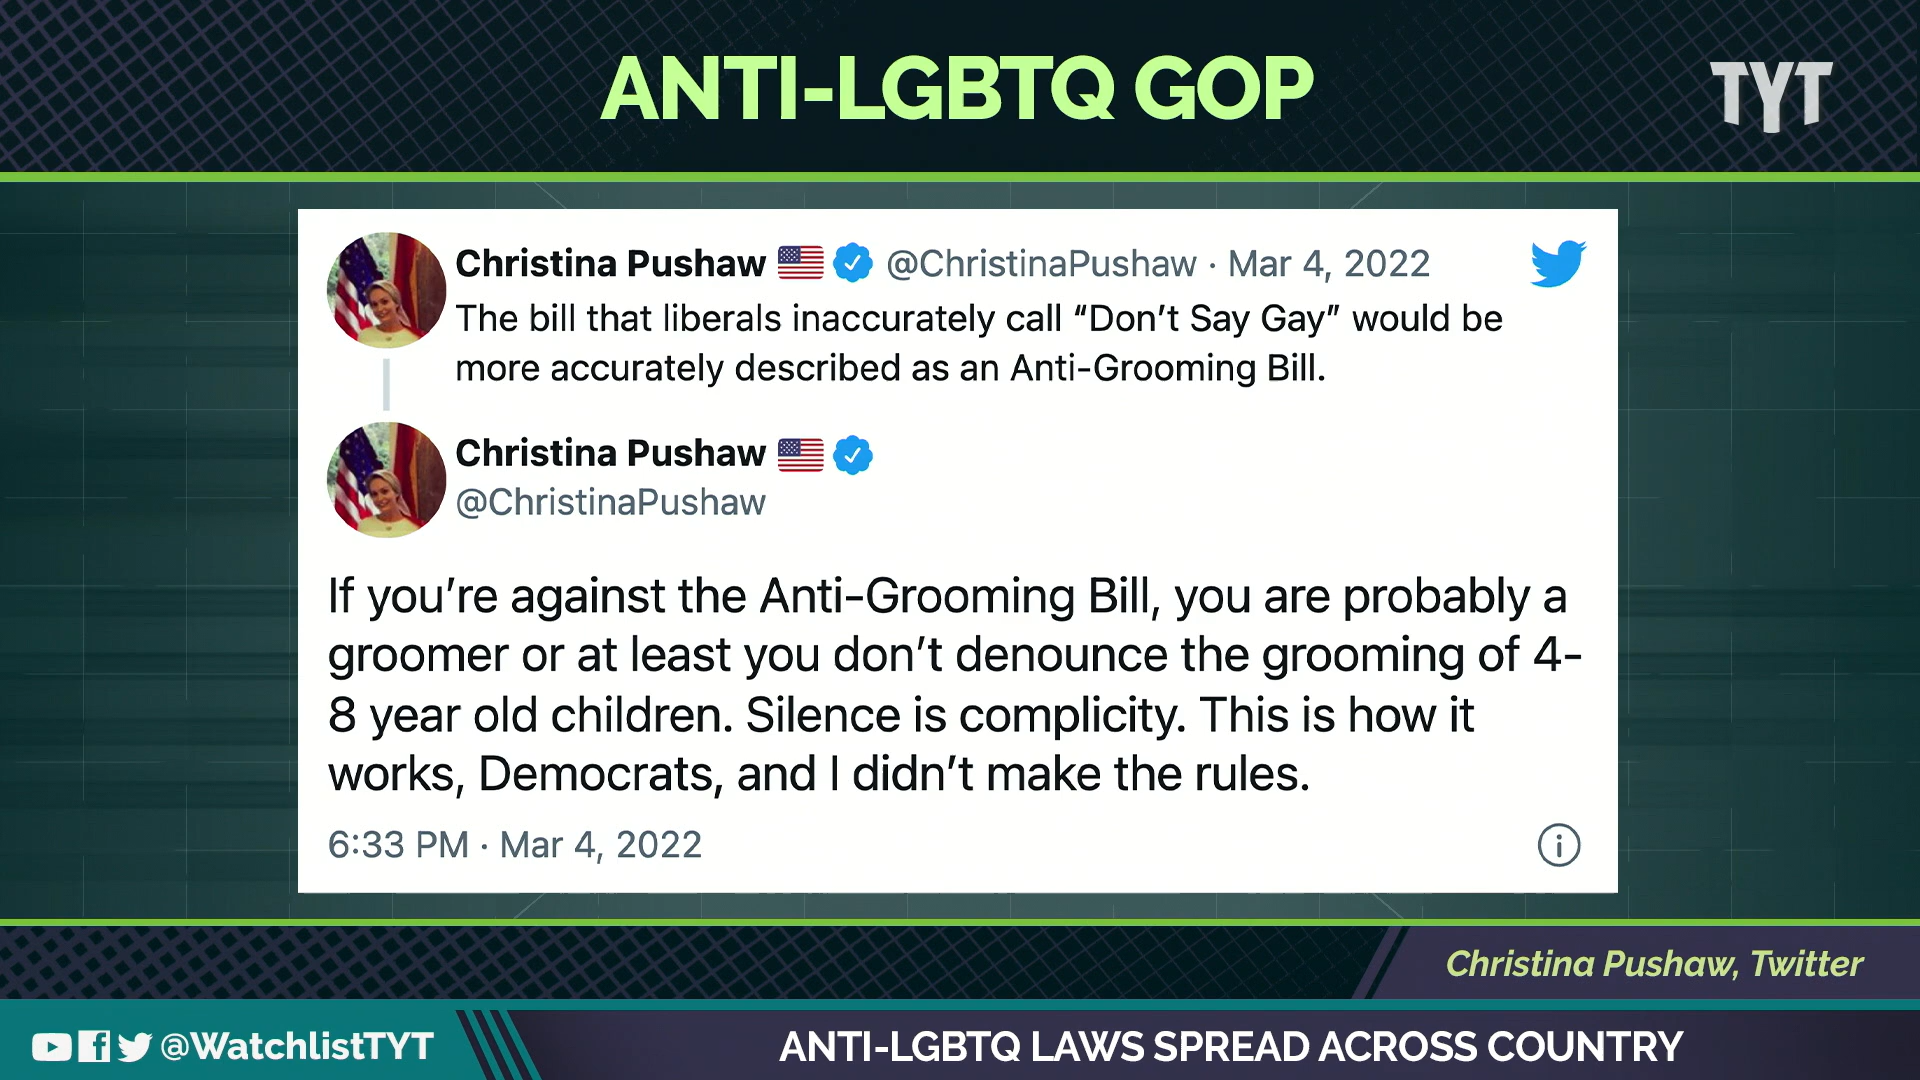 ANTI-LGBTQ GOP
TYT
Christina Pushaw @ChristinaPushaw · Mar 4, 2022
The bill that liberals inaccurately call “Don’t Say Gay” would be
more accurately described as an Anti-Grooming Bill.
Christina Pushaw
@ChristinaPushaw
If you’re against the Anti-Grooming Bill, you are probably a
groomer or at least you don’t denounce the grooming of 4-
8 year old children. Silence is complicity. This is how it
works, Democrats, and I didn’t make the rules.
6:33 PM · Mar 4, 2022
Christina Pushaw, Twitter
@WatchlistTYT
ANTI-LGBTQ LAWS SPREAD ACROSS COUNTRY